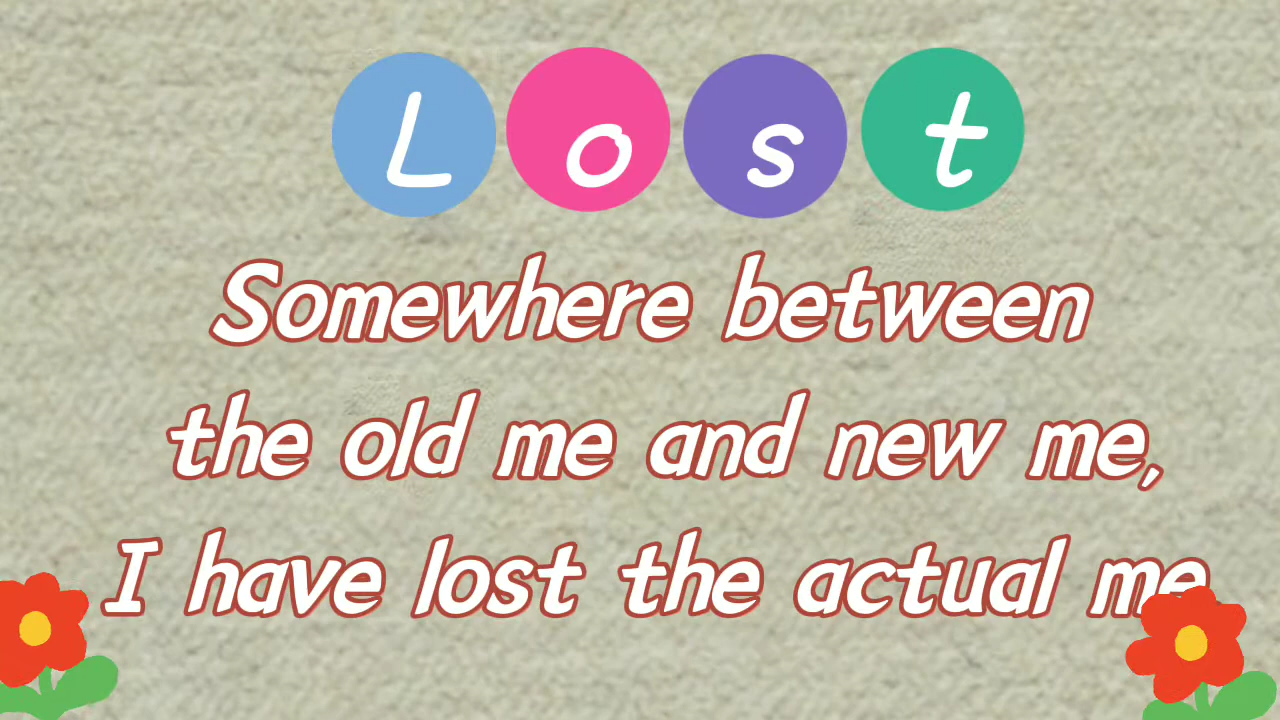 Lost
Somewhere between
the old me and new me,
I have lost the actual me